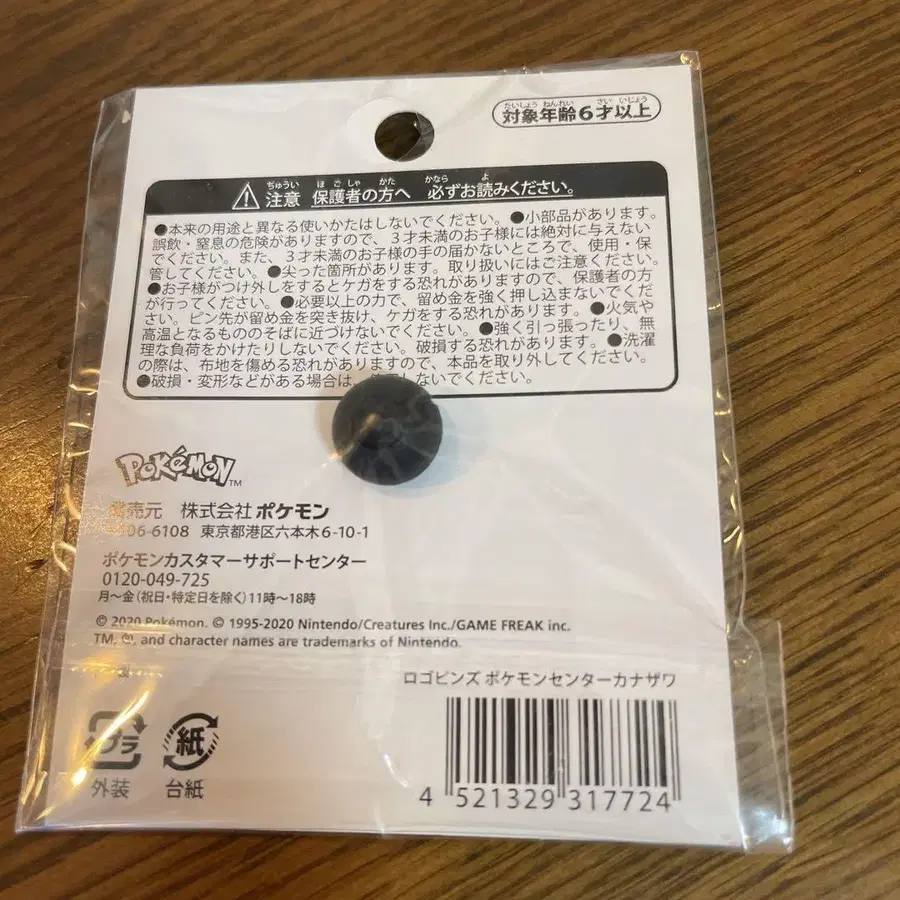 対象年齢6才以上
注意 保護者の方へ 必ずお読みください。
●本来の用途と異なる使いかたはしないでください。●小部品があります。
誤飲・窒息の危険がありますので、3才未満のお子様には絶対に与えない
でください。また、3才未満のお子様の手の届かないところで、使用・保
管してください。●尖った箇所があります。取り扱いにはご注意ください。
●お子様がつけ外しをするとケガをする恐れがありますので、保護者の方
が行ってください。●必要以上の力で、留め金を強く押し込まないでくだ
さい。ピン先が留め金を突き抜け、ケガをする恐れがあります。●火気や
高温となるもののそばに近づけないでください。●強く引っ張ったり、無
理な負荷をかけたりしないでください。破損する恐れがあります。●洗濯
の際は、布地を傷める恐れがありますので、本品を取り外してください。
●破損・変形などがある場合は、しないでください。
POKéMON TM
売元 株式会社ポケモン
06-6108 東京都港区六本木6-10-1
ポケモンカスタマーサポートセンター
0120-049-725
月〜金(祝日・特定日を除く)11時〜18時
© 2020 Pokémon. © 1995-2020 Nintendo/Creatures Inc./GAME FREAK inc.
TM, ®, and character names are trademarks of Nintendo.
ロゴピンズ ポケモンセンターカナザワ
プラ 紙
外装 台紙
4 521329 317724